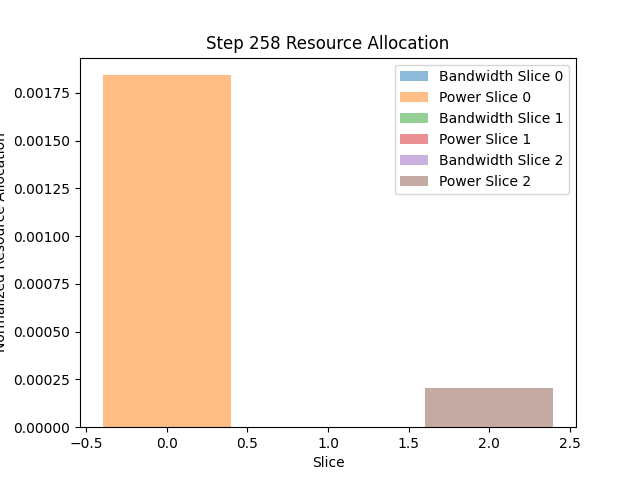 Step 258 Resource Allocation
Normalized Resource Allocation
0.00175
0.00150
0.00125
0.00100
0.00075
0.00050
0.00025
0.00000
Bandwidth Slice 0
Power Slice 0
Bandwidth Slice 1
Power Slice 1
Bandwidth Slice 2
Power Slice 2
−0.5 0.0 0.5 1.0 1.5 2.0 2.5
Slice